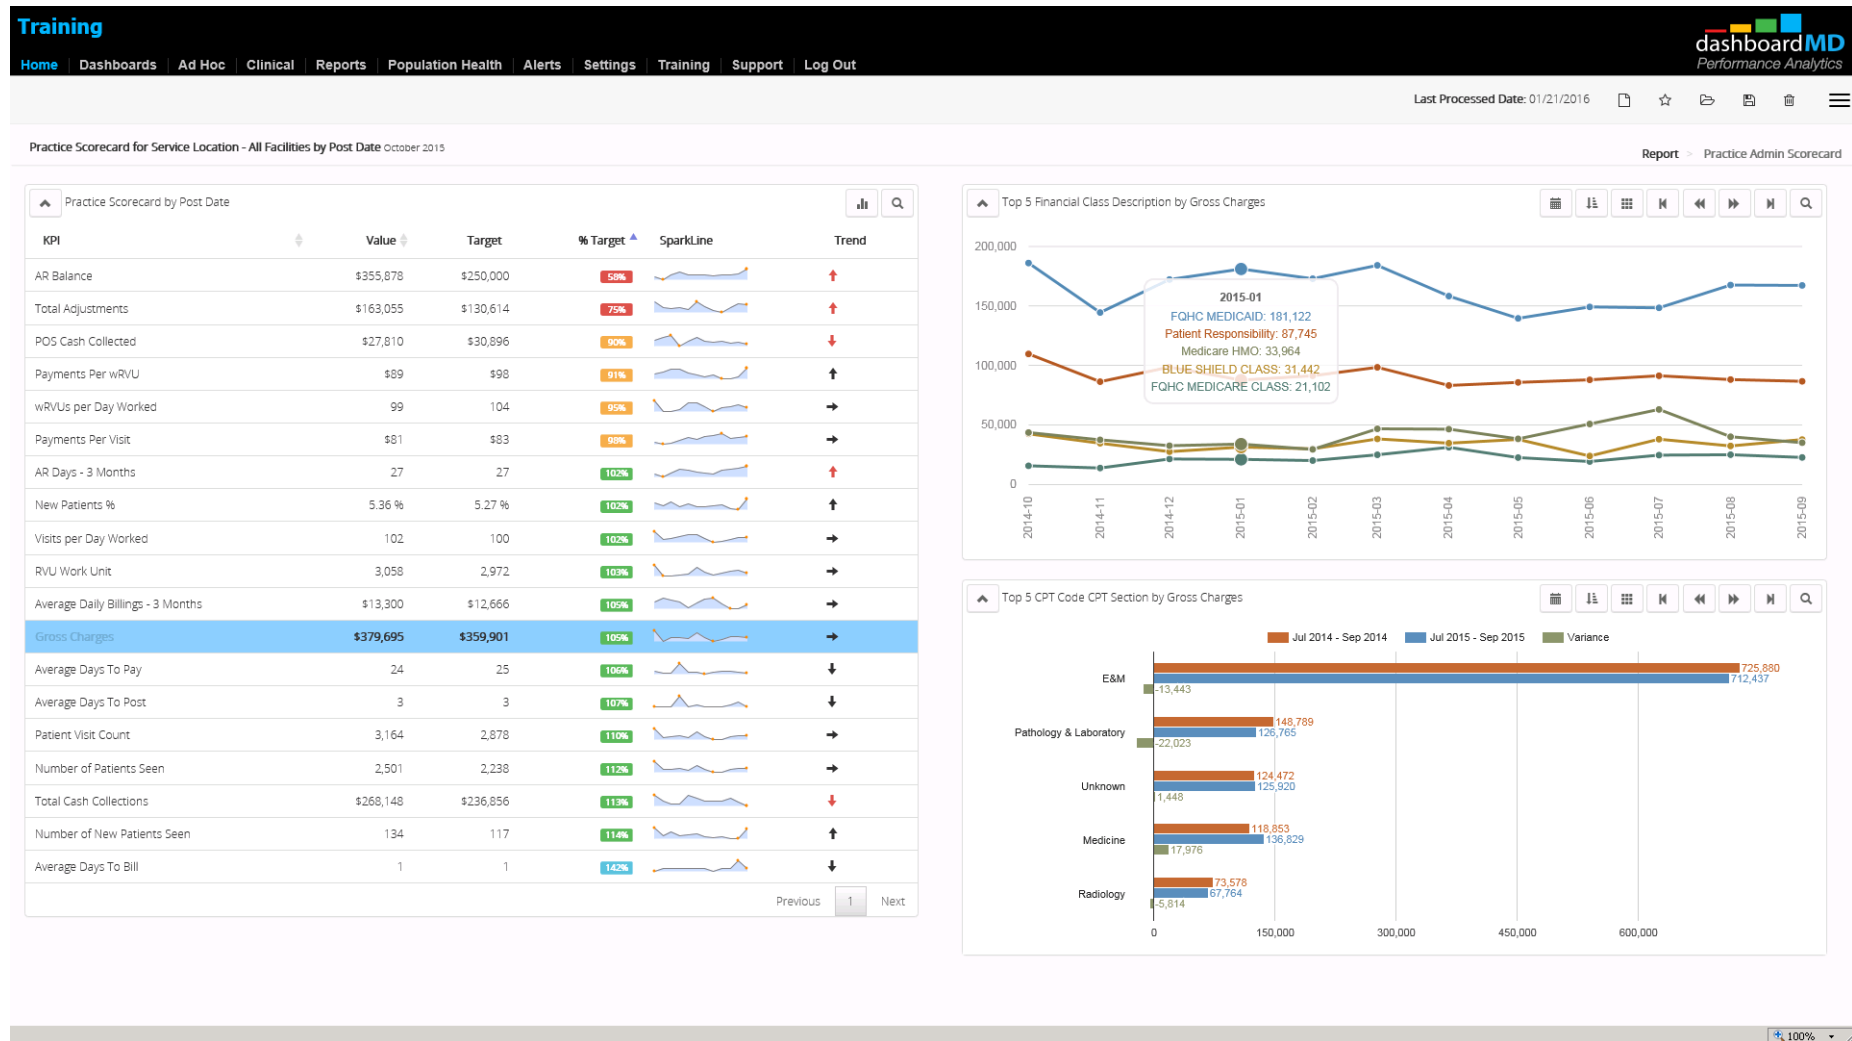 Training
dashboardMD
Performance Analytics
Home Dashboards Ad Hoc Clinical Reports Population Health Alerts Settings Training Support Log Out
Last Processed Date: 01/21/2016
Practice Scorecard for Service Location - All Facilities by Post Date October 2015
Report > Practice Admin Scorecard
Practice Scorecard by Post Date
KPI Value Target % Target SparkLine Trend
AR Balance $355,878 $250,000 58%
Total Adjustments $163,055 $130,614 75%
POS Cash Collected $27,810 $30,896 90%
Payments Per wRVU $89 $98 91%
wRVUs per Day Worked 99 104 95%
Payments Per Visit $81 $83 98%
AR Days - 3 Months 27 27 102%
New Patients % 5.36 % 5.27 % 102%
Visits per Day Worked 102 100 102%
RVU Work Unit 3,058 2,972 103%
Average Daily Billings - 3 Months $13,300 $12,666 105%
Gross Charges $379,695 $359,901 105%
Average Days To Pay 24 25 106%
Average Days To Post 3 3 107%
Patient Visit Count 3,164 2,878 110%
Number of Patients Seen 2,501 2,238 112%
Total Cash Collections $268,148 $236,856 113%
Number of New Patients Seen 134 117 114%
Average Days To Bill 1 1 142%
Previous 1 Next
Top 5 Financial Class Description by Gross Charges
200,000
150,000
100,000
50,000
0
2015-01
FQHC MEDICAID: 181,122
Patient Responsibility: 87,745
Medicare HMO: 33,964
BLUE SHIELD CLASS: 31,442
FQHC MEDICARE CLASS: 21,102
2014-10 2014-11 2014-12 2015-01 2015-02 2015-03 2015-04 2015-05 2015-06 2015-07 2015-08 2015-09
Top 5 CPT Code CPT Section by Gross Charges
Jul 2014 - Sep 2014 Jul 2015 - Sep 2015 Variance
E&M
725,880
712,437
-13,443
Pathology & Laboratory
148,789
126,765
-22,023
Unknown
124,472
125,920
1,448
Medicine
118,853
136,829
17,976
Radiology
73,578
67,764
-5,814
0 150,000 300,000 450,000 600,000
100%